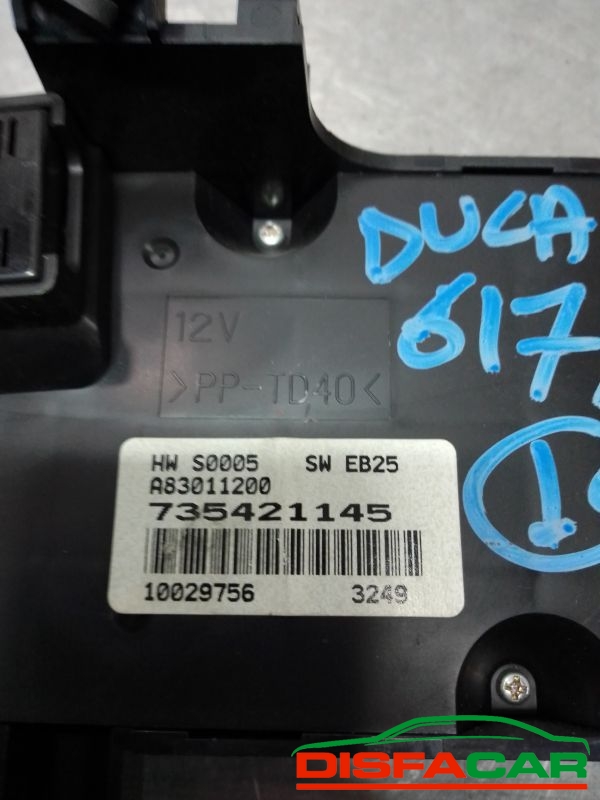 DUCA
617
12V
>PP-TD40<
HW S0005 SW EB25
A83011200
735421145
10029756 3249
DISFACAR